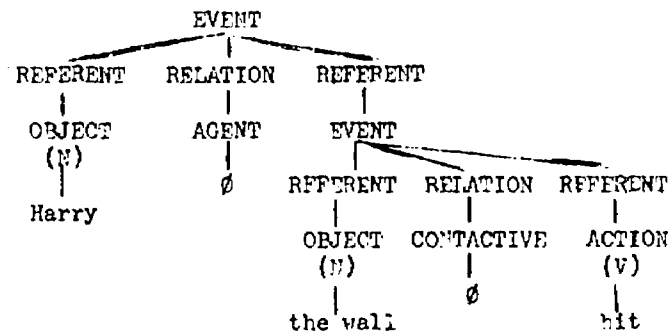 EVENT
REFERENT RELATION REFERENT
OBJECT AGENT EVENT
(N)
Harry ∅
REFERENT RELATION REFERENT
OBJECT CONTACTIVE ACTION
(N) (V)
∅
the wall hit